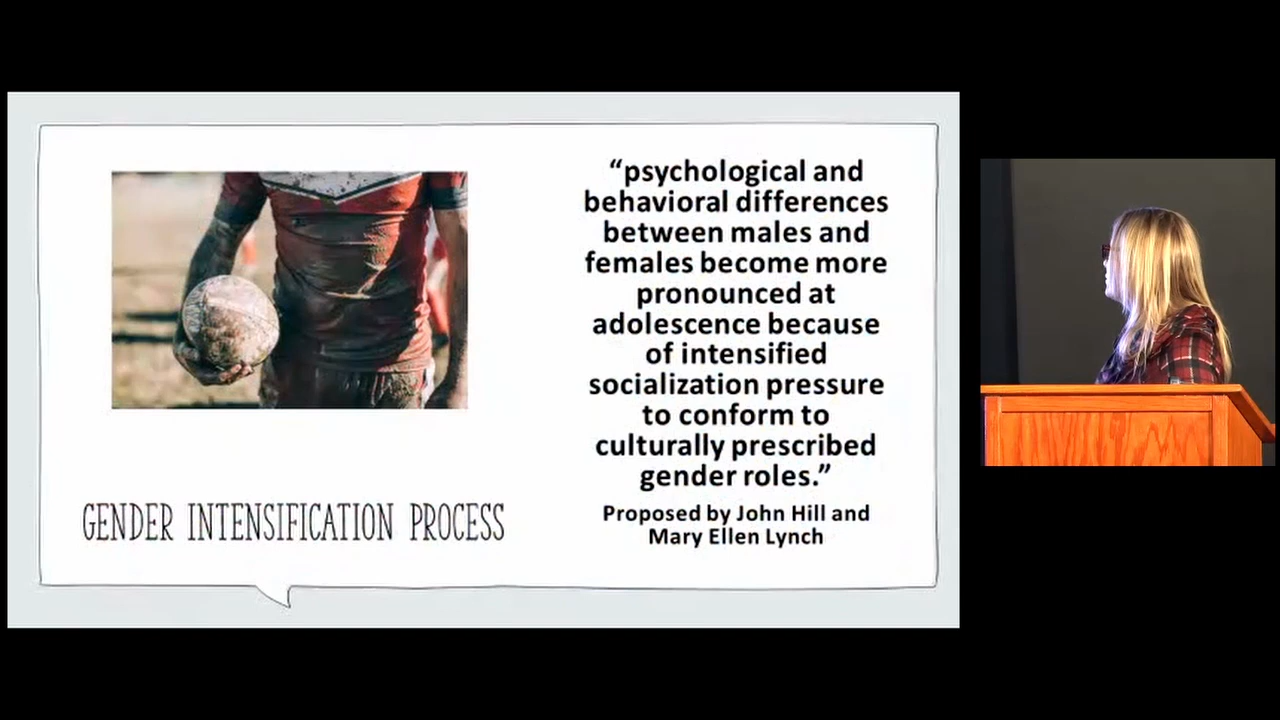 “psychological and
behavioral differences
between males and
females become more
pronounced at
adolescence because
of intensified
socialization pressure
to conform to
culturally prescribed
gender roles.”
Proposed by John Hill and
Mary Ellen Lynch
GENDER INTENSIFICATION PROCESS